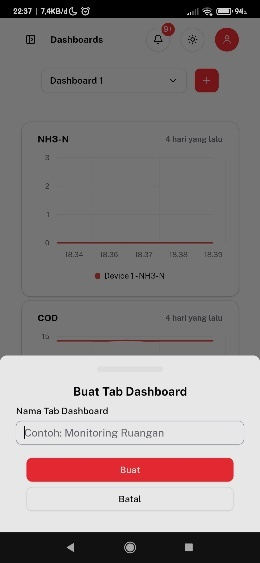 22:37 | 7,4KB/d
94
Dashboards
9+
Dashboard 1
+
NH3-N
4 hari yang lalu
3
2
1
0
18.34 18.36 18.37 18.38 18.39
Device 1 - NH3-N
COD
4 hari yang lalu
15
Buat Tab Dashboard
Nama Tab Dashboard
Contoh: Monitoring Ruangan
Buat
Batal